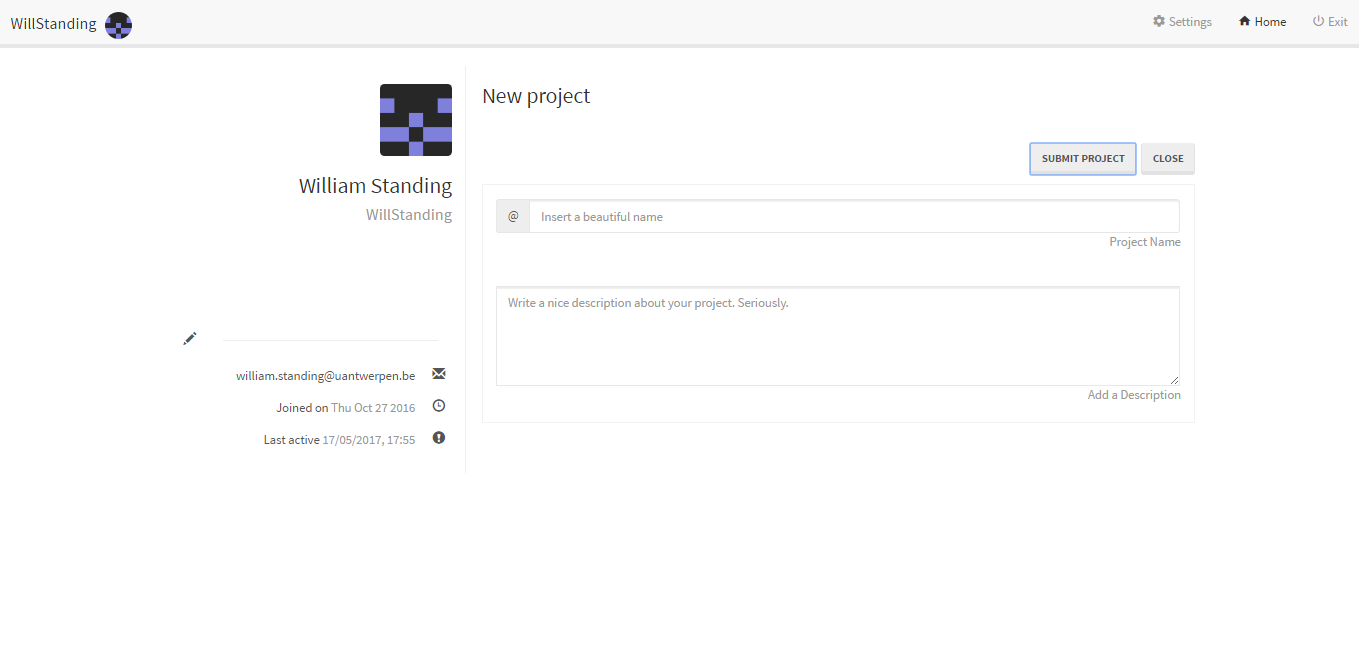 WillStanding
Settings
Home
Exit
William Standing
WillStanding
william.standing@uantwerpen.be
Joined on Thu Oct 27 2016
Last active 17/05/2017, 17:55
New project
SUBMIT PROJECT
CLOSE
@ Insert a beautiful name
Project Name
Write a nice description about your project. Seriously.
Add a Description